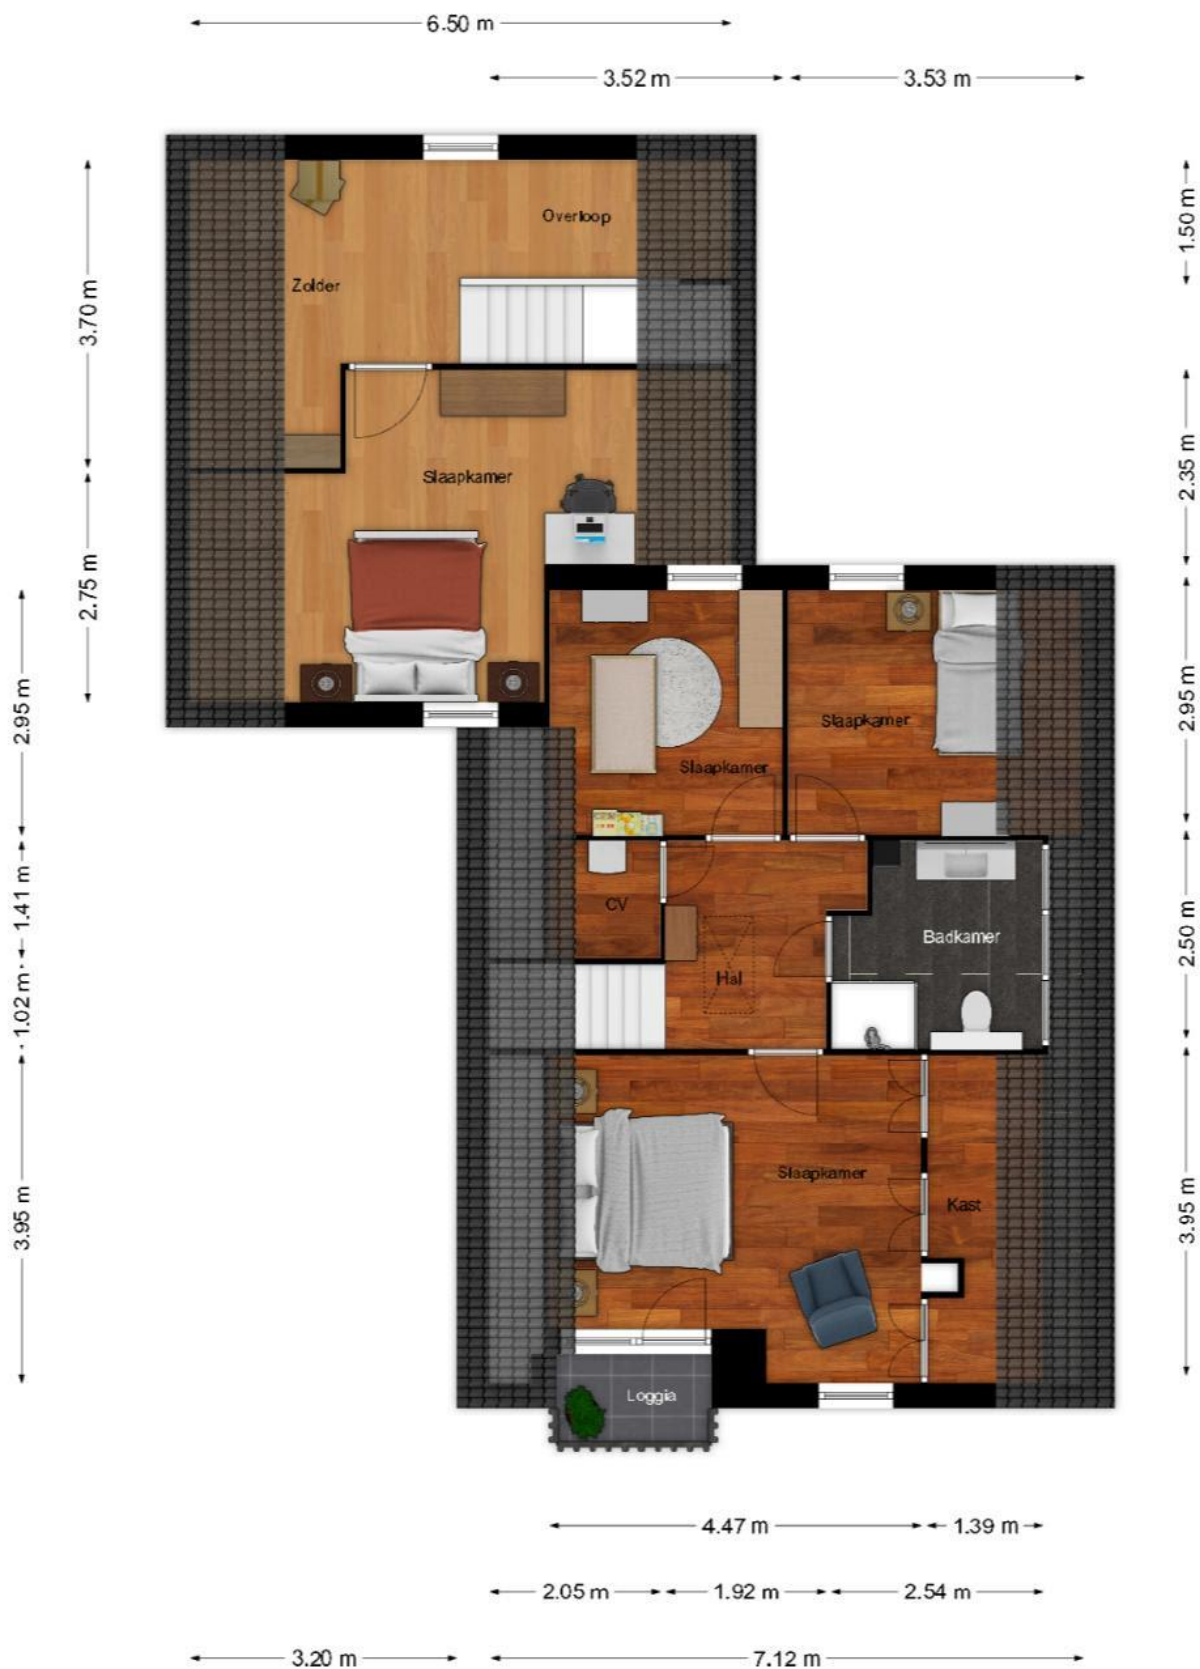 6.50 m
3.52 m
3.53 m
1.50 m
Overloop
Zolder
3.70 m
2.35 m
Slaapkamer
2.75 m
2.95 m
2.95 m
Slaapkamer
Slaapkamer
1.41 m
CV
Badkamer
2.50 m
Hal
1.02 m
Slaapkamer
Kast
3.95 m
3.95 m
Loggia
4.47 m
1.39 m
2.05 m
1.92 m
2.54 m
3.20 m
7.12 m